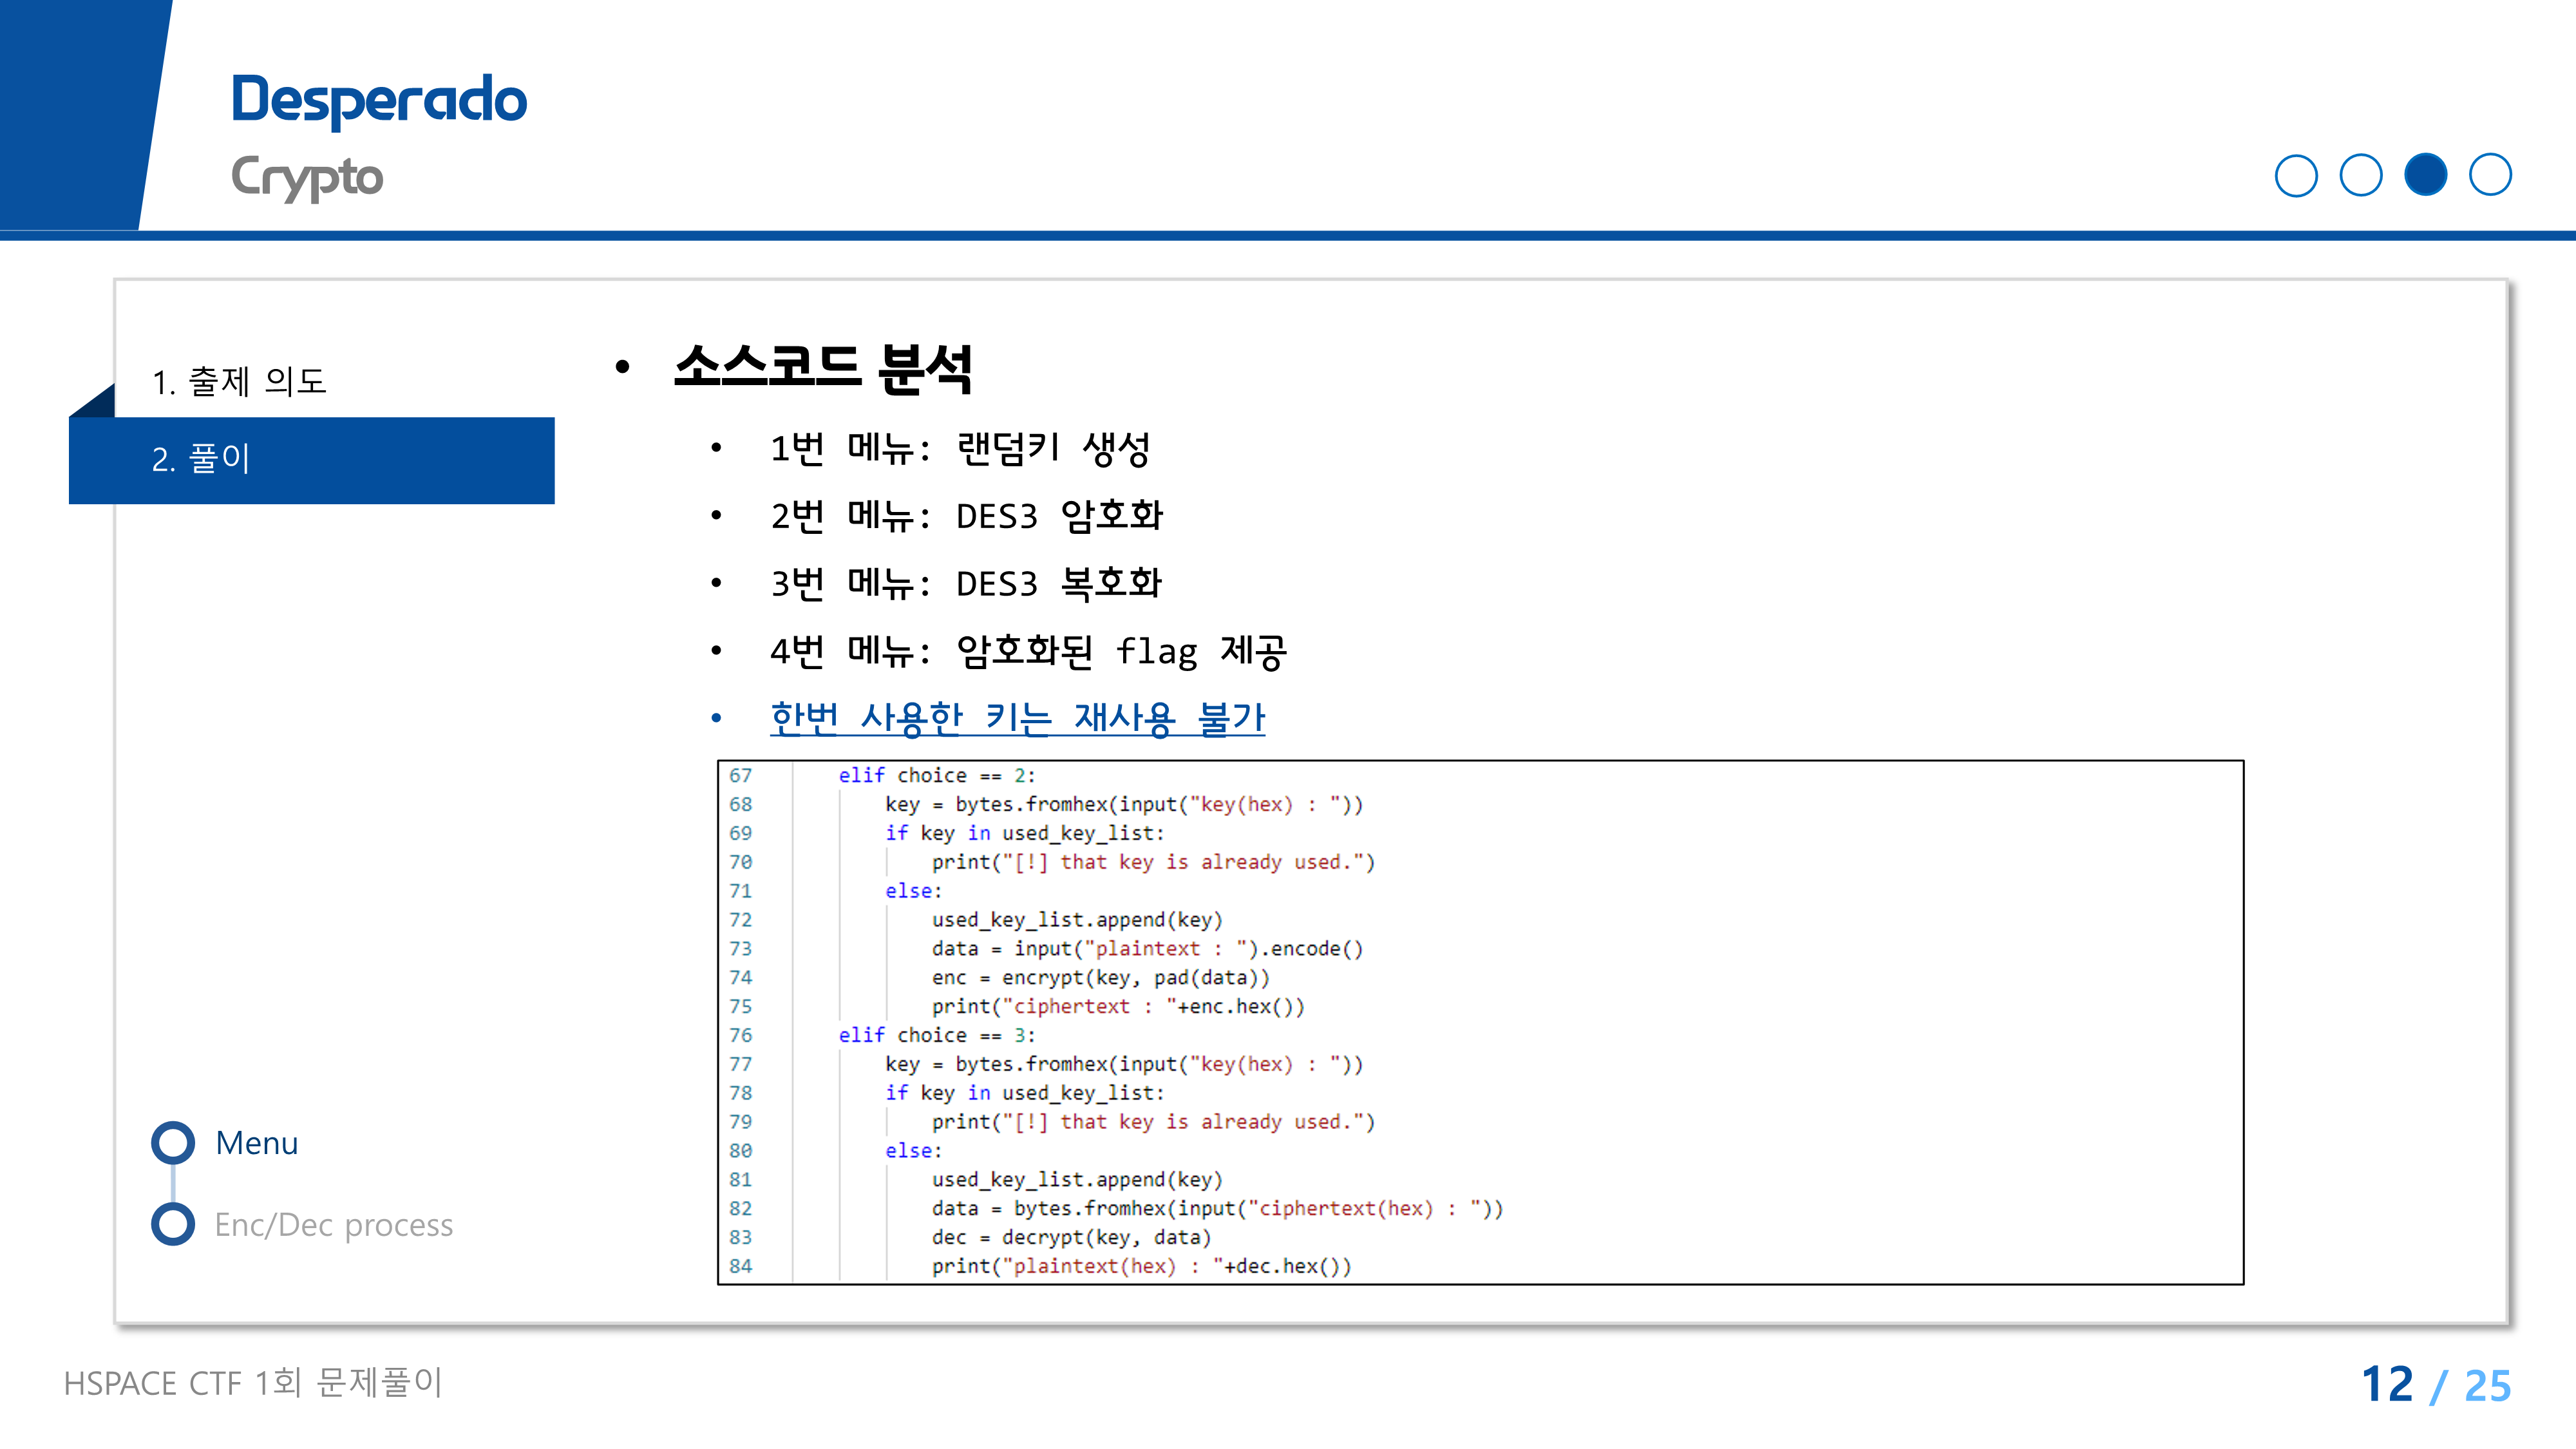 Desperado
Crypto
1. 출제 의도
2. 풀이
Menu
Enc/Dec process
• 소스코드 분석
• 1번 메뉴: 랜덤키 생성
• 2번 메뉴: DES3 암호화
• 3번 메뉴: DES3 복호화
• 4번 메뉴: 암호화된 flag 제공
• 한번 사용한 키는 재사용 불가
67 elif choice == 2:
68 key = bytes.fromhex(input("key(hex) : "))
69 if key in used_key_list:
70 print("[!] that key is already used.")
71 else:
72 used_key_list.append(key)
73 data = input("plaintext : ").encode()
74 enc = encrypt(key, pad(data))
75 print("ciphertext : "+enc.hex())
76 elif choice == 3:
77 key = bytes.fromhex(input("key(hex) : "))
78 if key in used_key_list:
79 print("[!] that key is already used.")
80 else:
81 used_key_list.append(key)
82 data = bytes.fromhex(input("ciphertext(hex) : "))
83 dec = decrypt(key, data)
84 print("plaintext(hex) : "+dec.hex())
HSPACE CTF 1회 문제풀이
12 / 25